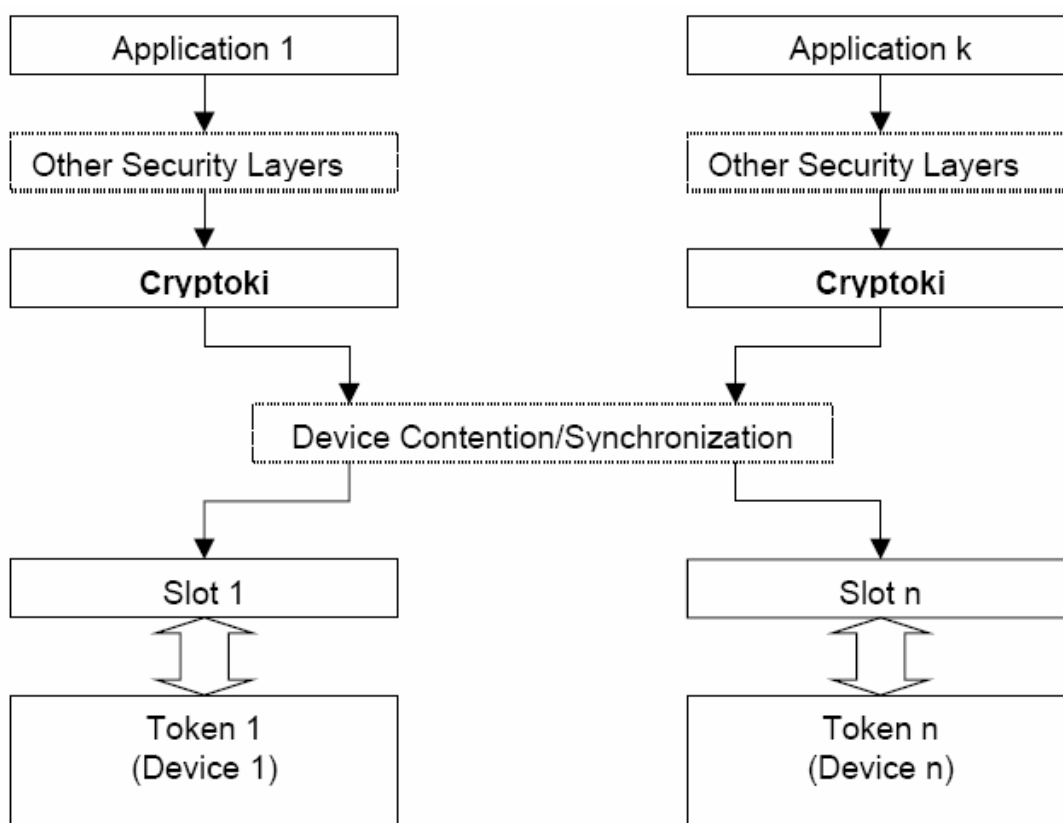 Application 1
Application k
Other Security Layers
Other Security Layers
Cryptoki
Cryptoki
Device Contention/Synchronization
Slot 1
Slot n
Token 1
(Device 1)
Token n
(Device n)